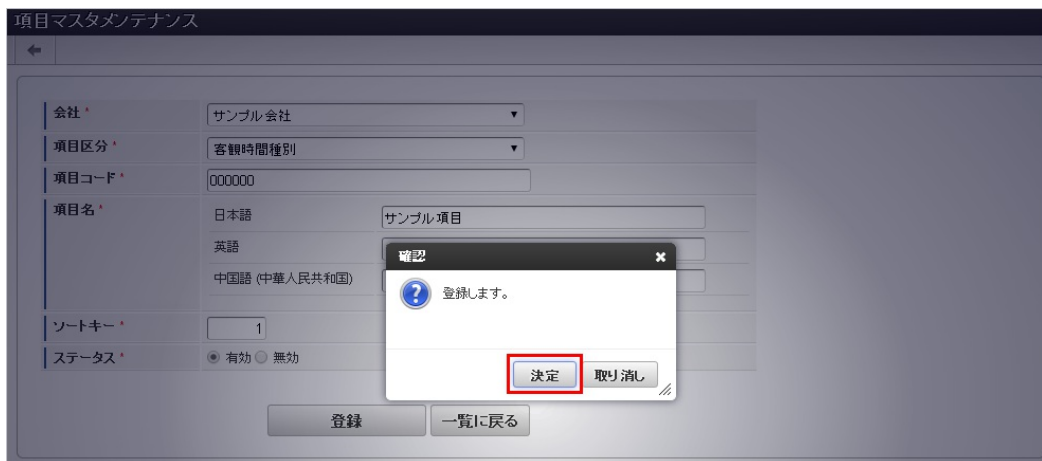 項目マスタメンテナンス
会社 * サンプル会社
項目区分 * 客観時間種別
項目コード * 000000
項目名 * 日本語 サンプル項目
英語
中国語 (中華人民共和国)
確認
登録します。
決定 取り消し
ソートキー * 1
ステータス * 有効 無効
登録 一覧に戻る